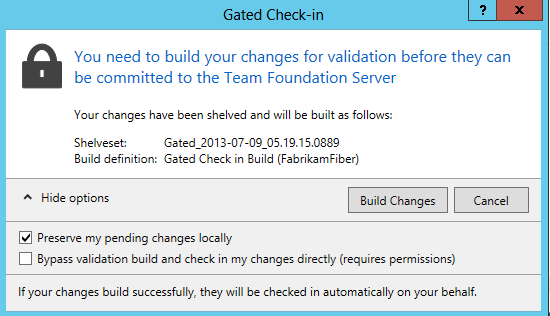 Gated Check-in
?
x
You need to build your changes for validation before they can
be committed to the Team Foundation Server
Your changes have been shelved and will be built as follows:
Shelveset: Gated_2013-07-09_05.19.15.0889
Build definition: Gated Check in Build (FabrikamFiber)
Hide options
Build Changes
Cancel
Preserve my pending changes locally
Bypass validation build and check in my changes directly (requires permissions)
If your changes build successfully, they will be checked in automatically on your behalf.